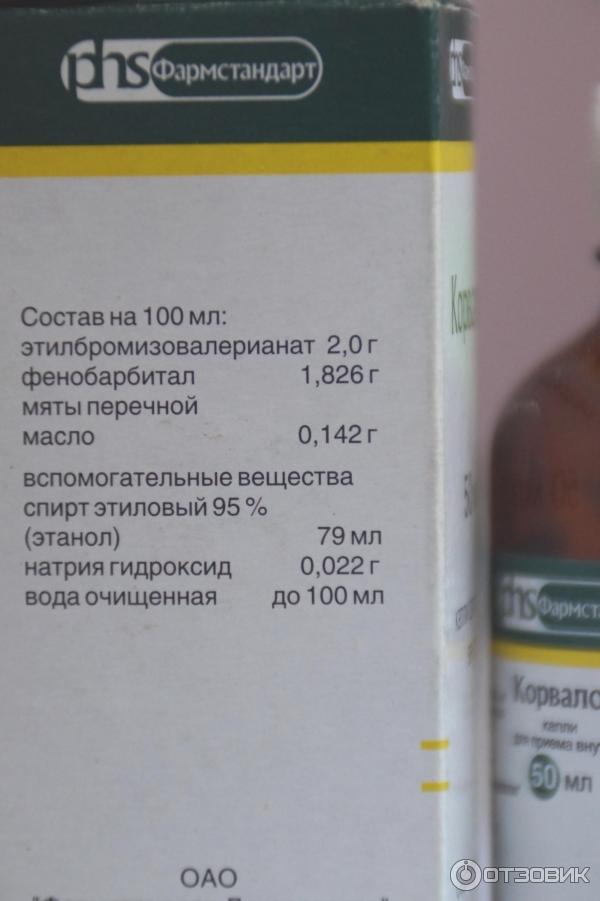 phs Фармстандарт
Состав на 100 мл:
этилбромизовалерианат 2,0 г
фенобарбитал 1,826 г
мяты перечной
масло 0,142 г
вспомогательные вещества
спирт этиловый 95 %
(этанол) 79 мл
натрия гидроксид 0,022 г
вода очищенная до 100 мл
ОАО
phs Фармста
Корвало
капли
для приема вну
50 мл
ОТЗОВИК